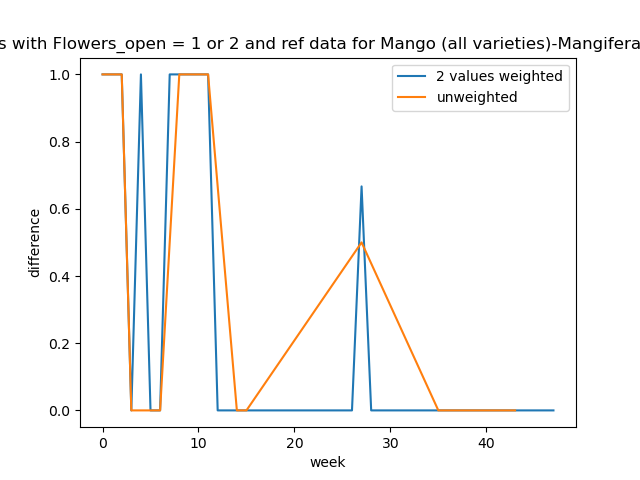 s with Flowers_open = 1 or 2 and ref data for Mango (all varieties)-Mangifera
2 values weighted
unweighted
1.0
0.8
0.6
0.4
0.2
0.0
difference
0
10
20
30
40
week